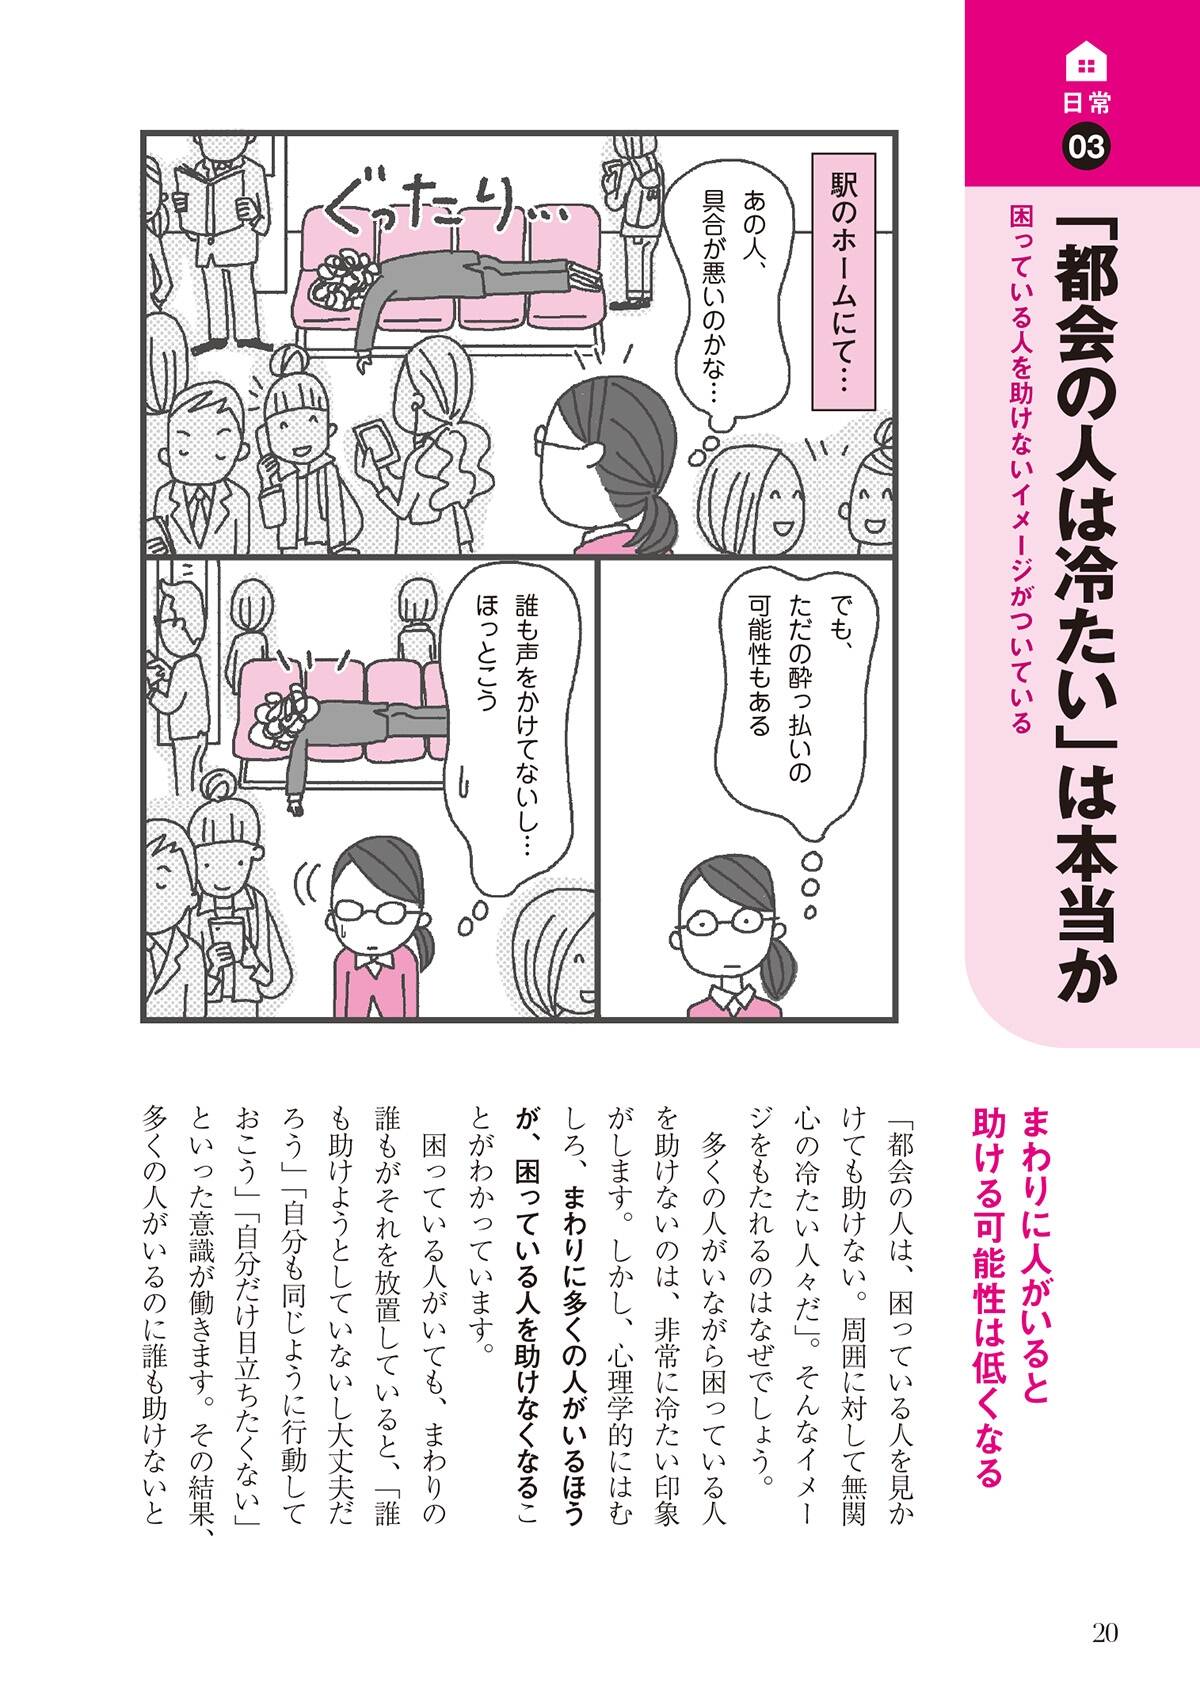 日常
03
「都会の人は冷たい」は本当か
困っている人を助けないイメージがついている
駅のホームにて…
あの人、
具合が悪いのかな…
ぐったり…
でも、
ただの酔っ払いの
可能性もある
誰も声をかけてないし…
ほっとこう
まわりに人がいると
助ける可能性は低くなる
「都会の人は、困っている人を見か
けても助けない。周囲に対して無関
心の冷たい人々だ」。そんなイメー
ジをもたれるのはなぜでしょう。
多くの人がいながら困っている人
を助けないのは、非常に冷たい印象
がします。しかし、心理学的にはむ
しろ、まわりに多くの人がいるほう
が、困っている人を助けなくなるこ
とがわかっています。
困っている人がいても、まわりの
誰もがそれを放置していると、「誰
も助けようとしていないし大丈夫だ
ろう」「自分も同じように行動して
おこう」「自分だけ目立ちたくない」
といった意識が働きます。その結果、
多くの人がいるのに誰も助けないと
20